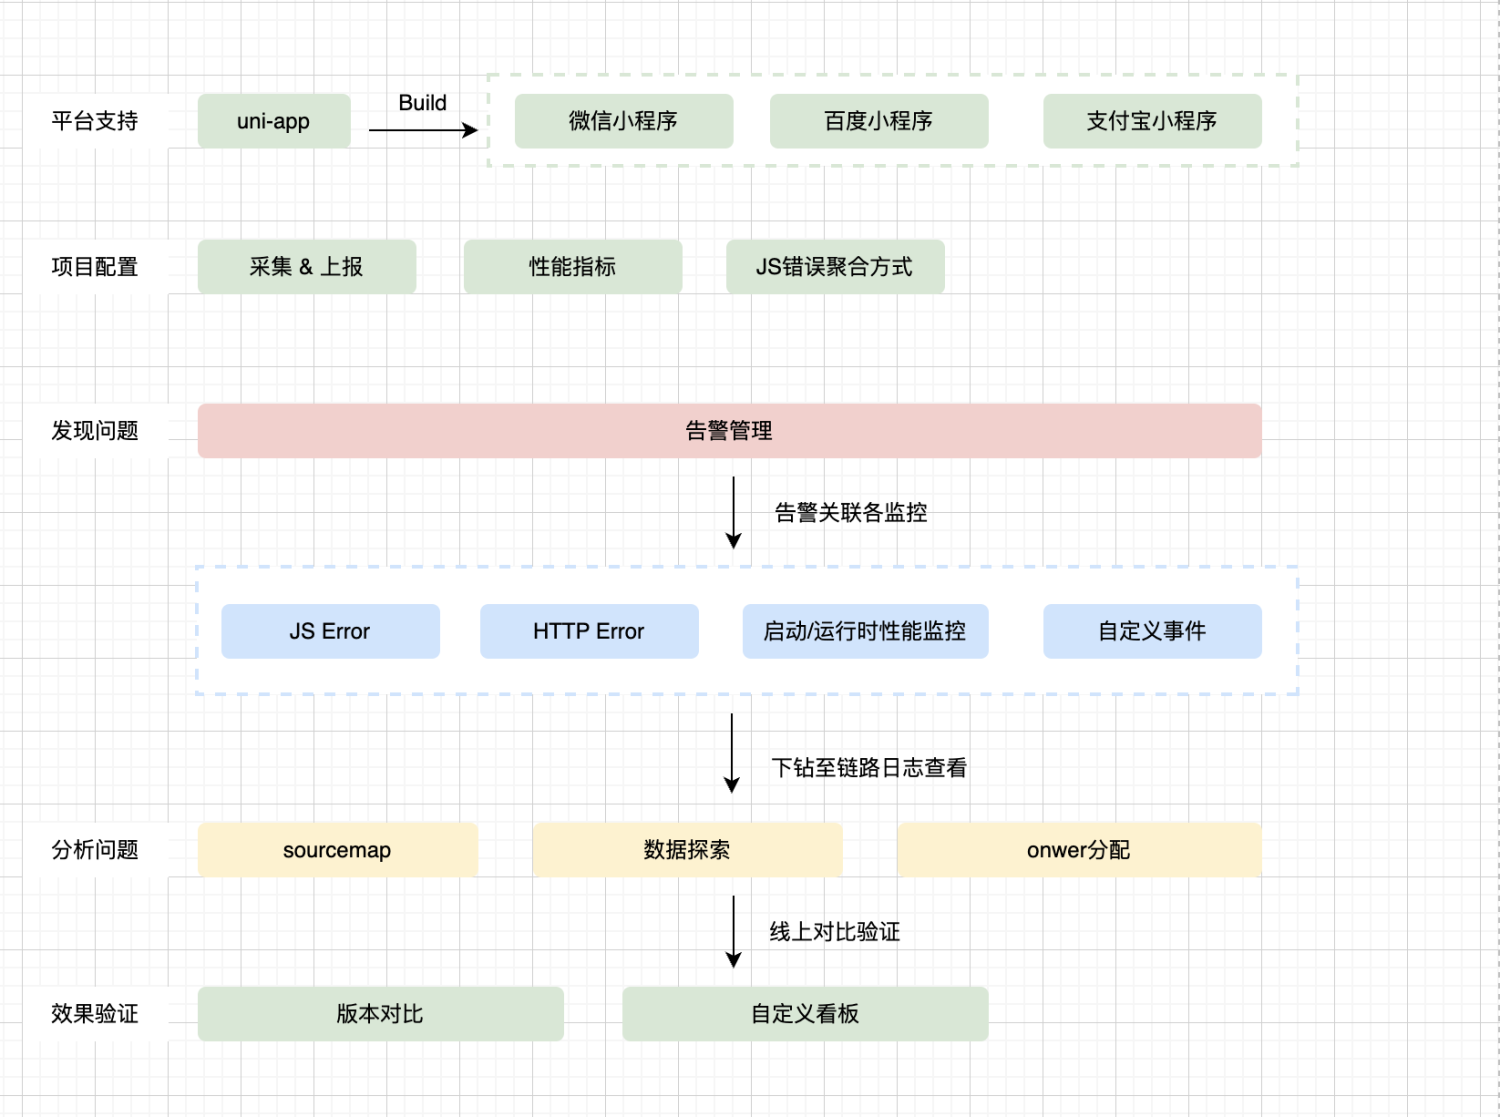 平台支持
uni-app
Build
微信小程序
百度小程序
支付宝小程序
项目配置
采集 & 上报
性能指标
JS错误聚合方式
发现问题
告警管理
告警关联各监控
JS Error
HTTP Error
启动/运行时性能监控
自定义事件
下钻至链路日志查看
分析问题
sourcemap
数据探索
onwer分配
线上对比验证
效果验证
版本对比
自定义看板